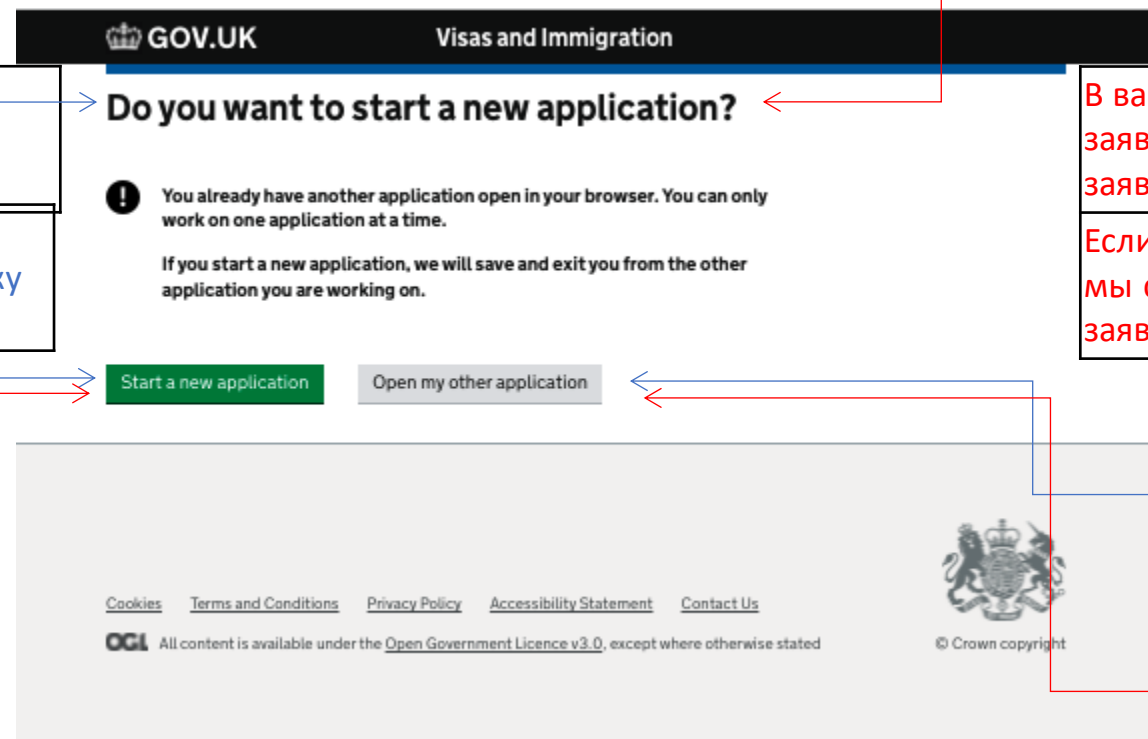 GOV.UK
Visas and Immigration
Do you want to start a new application?
You already have another application open in your browser. You can only
work on one application at a time.
If you start a new application, we will save and exit you from the other
application you are working on.
Start a new application
Open my other application
Cookies Terms and Conditions Privacy Policy Accessibility Statement Contact Us
OGL All content is available under the Open Government Licence v3.0, except where otherwise stated
© Crown copyright
В ва
заяв
заяв
Если
мы
заяв